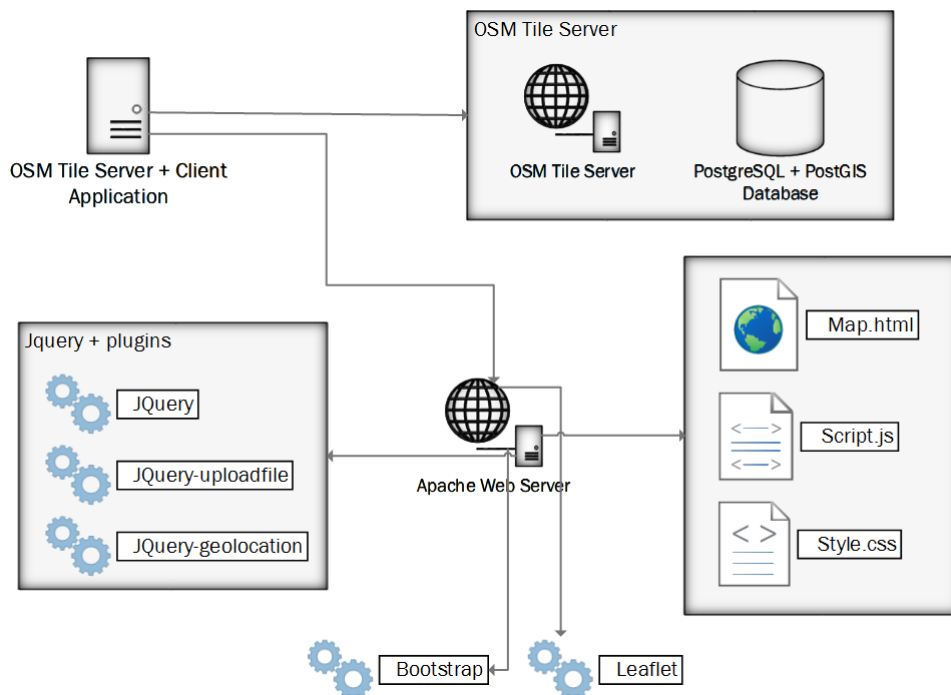 OSM Tile Server
OSM Tile Server + Client
Application
OSM Tile Server
PostgreSQL + PostGIS
Database
Map.html
Script.js
Style.css
Jquery + plugins
JQuery
JQuery-uploadfile
JQuery-geolocation
Apache Web Server
Bootstrap
Leaflet